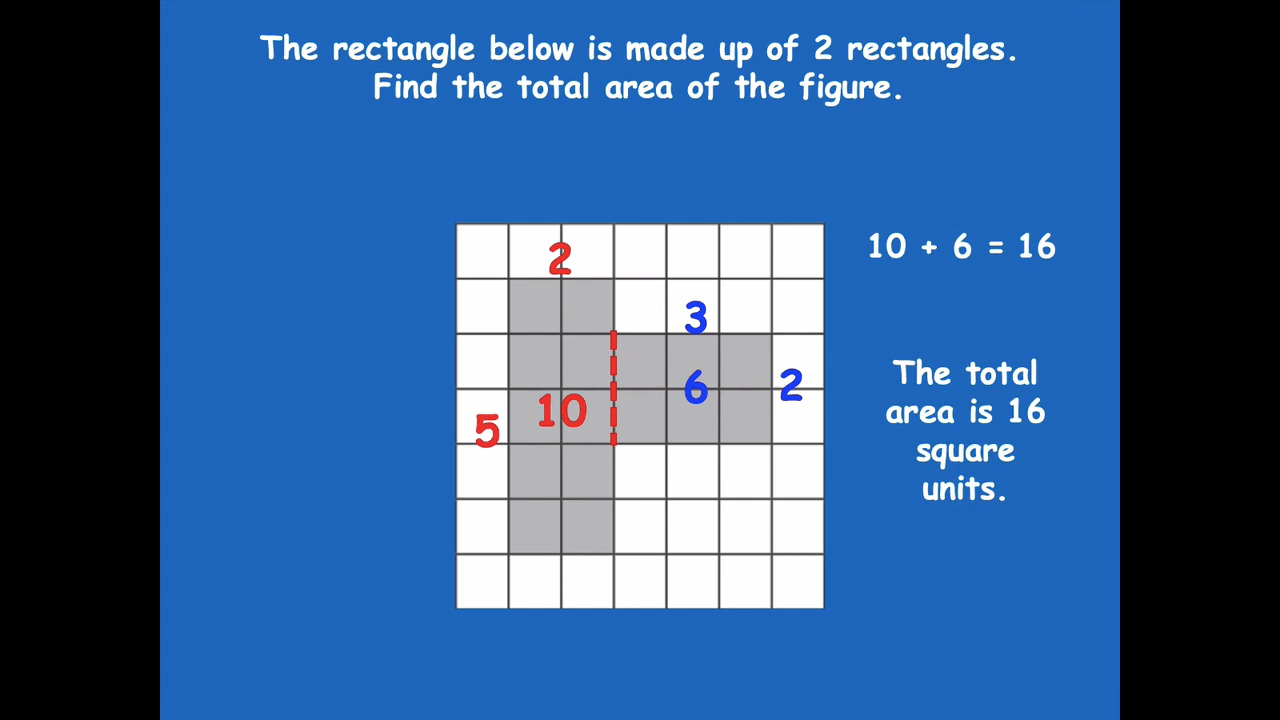 The rectangle below is made up of 2 rectangles.
Find the total area of the figure.
2
10 + 6 = 16
3
6
2
5
10
The total
area is 16
square
units.